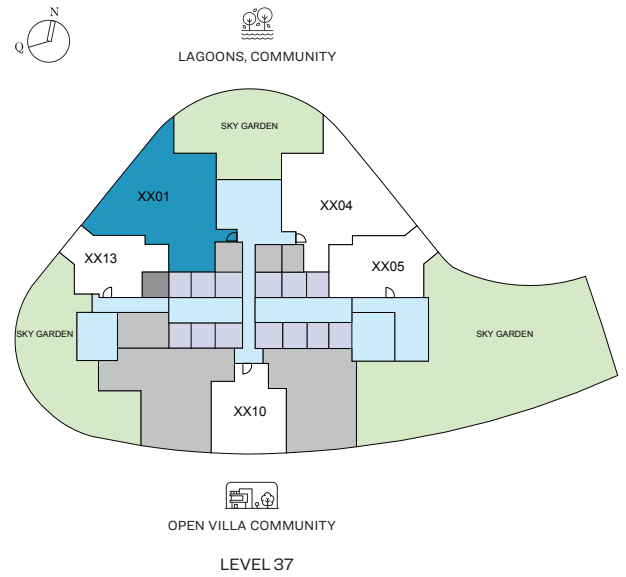 N
Q
LAGOONS, COMMUNITY
SKY GARDEN
XX01
XX04
XX13
XX05
SKY GARDEN
SKY GARDEN
XX10
OPEN VILLA COMMUNITY
LEVEL 37